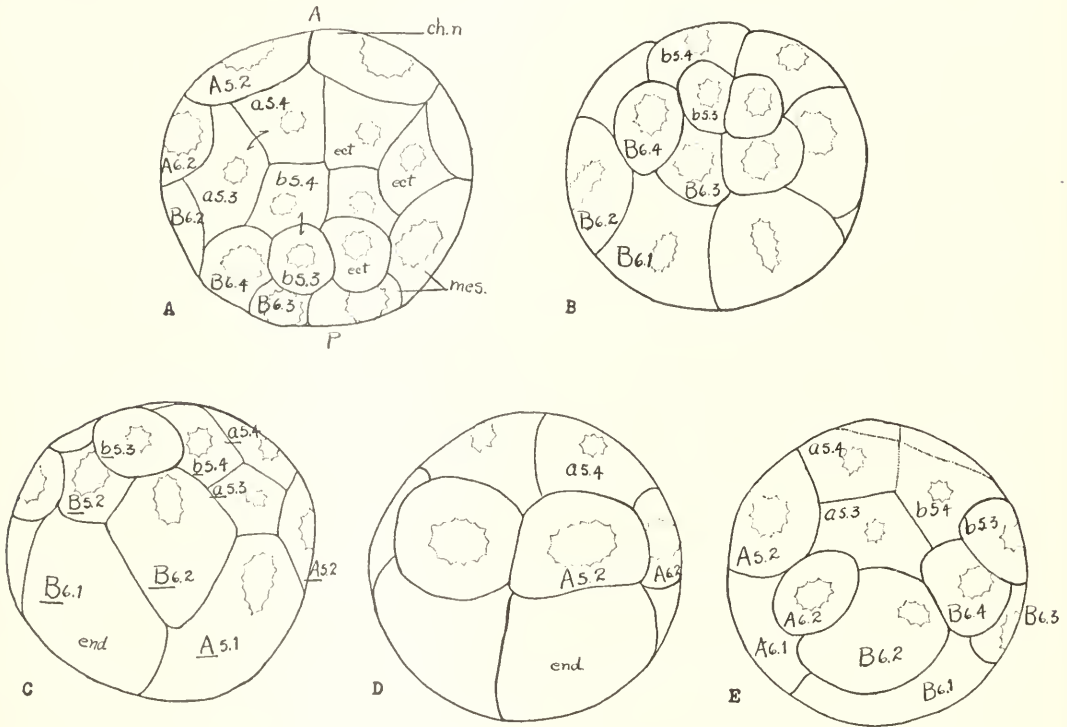 A
ch.n
A5.2
a5.4
A6.2
ect
ect
b5.4
a5.3
B6.2
B6.4
b5.3
ect
B6.3
mes.
P
A
b5.4
b5.3
B6.4
B6.3
B6.2
B6.1
B
b5.3
a5.4
b5.4
a5.3
B5.2
A5.2
B6.2
B6.1
end
A5.1
C
a5.4
A5.2
A6.2
end
D
a5.4
b5.4
a5.3
b5.3
A5.2
A6.2
B6.4
B6.3
A6.1
B6.2
B6.1
E